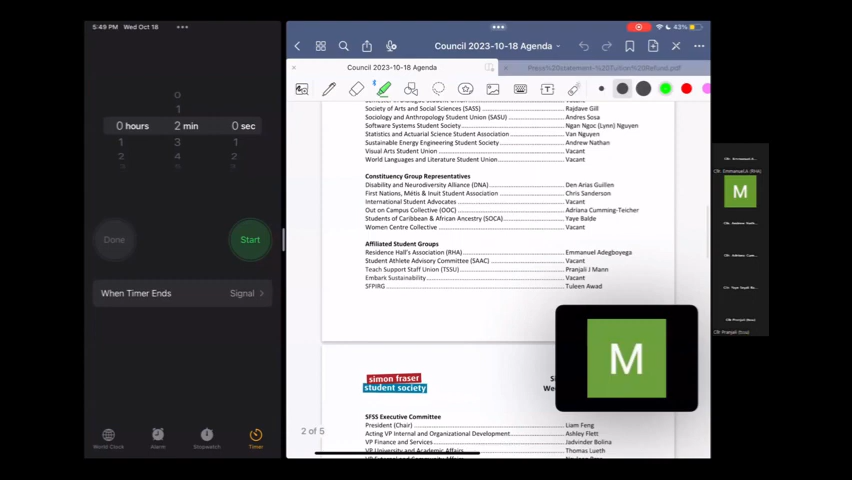 5:49 PM Wed Oct 18
43%
Council 2023-10-18 Agenda
Council 2023-10-18 Agenda
0
1
0 hours 2 min 0 sec
1 3 1
2 4 2
Done
Start
When Timer Ends Signal
World Clock
Alarm
Stopwatch
Timer
Vacant
Society of Arts and Social Sciences (SASS) Rajdave Gill
Sociology and Anthropology Student Union (SASU) Andres Sosa
Software Systems Student Society Ngan Ngoc (Lynn) Nguyen
Statistics and Actuarial Science Student Association Van Nguyen
Sustainable Energy Engineering Student Society Andrew Nathan
Visual Arts Student Union Vacant
World Languages and Literature Student Union Vacant
Constituency Group Representatives
Disability and Neurodiversity Alliance (DNA) Den Arias Guillen
First Nations, Métis & Inuit Student Association Chris Sanderson
International Student Advocates Vacant
Out on Campus Collective (OOC) Adriana Cumming-Teicher
Students of Caribbean & African Ancestry (SOCA) Yaye Balde
Women Centre Collective Vacant
Affiliated Student Groups
Residence Hall's Association (RHA) Emmanuel Adegboyega
Student Athlete Advisory Committee (SAAC) Vacant
Teach Support Staff Union (TSSU) Pranjali J Mann
Embark Sustainability Vacant
SFPIRG Tuleen Awad
simon fraser
student society
SFSS Executive Committee
President (Chair) Liam Feng
Acting VP Internal and Organizational Development Ashley Flett
VP Finance and Services Jadvinder Bolina
VP University and Academic Affairs Thomas Lueth
2 of 5
M
M